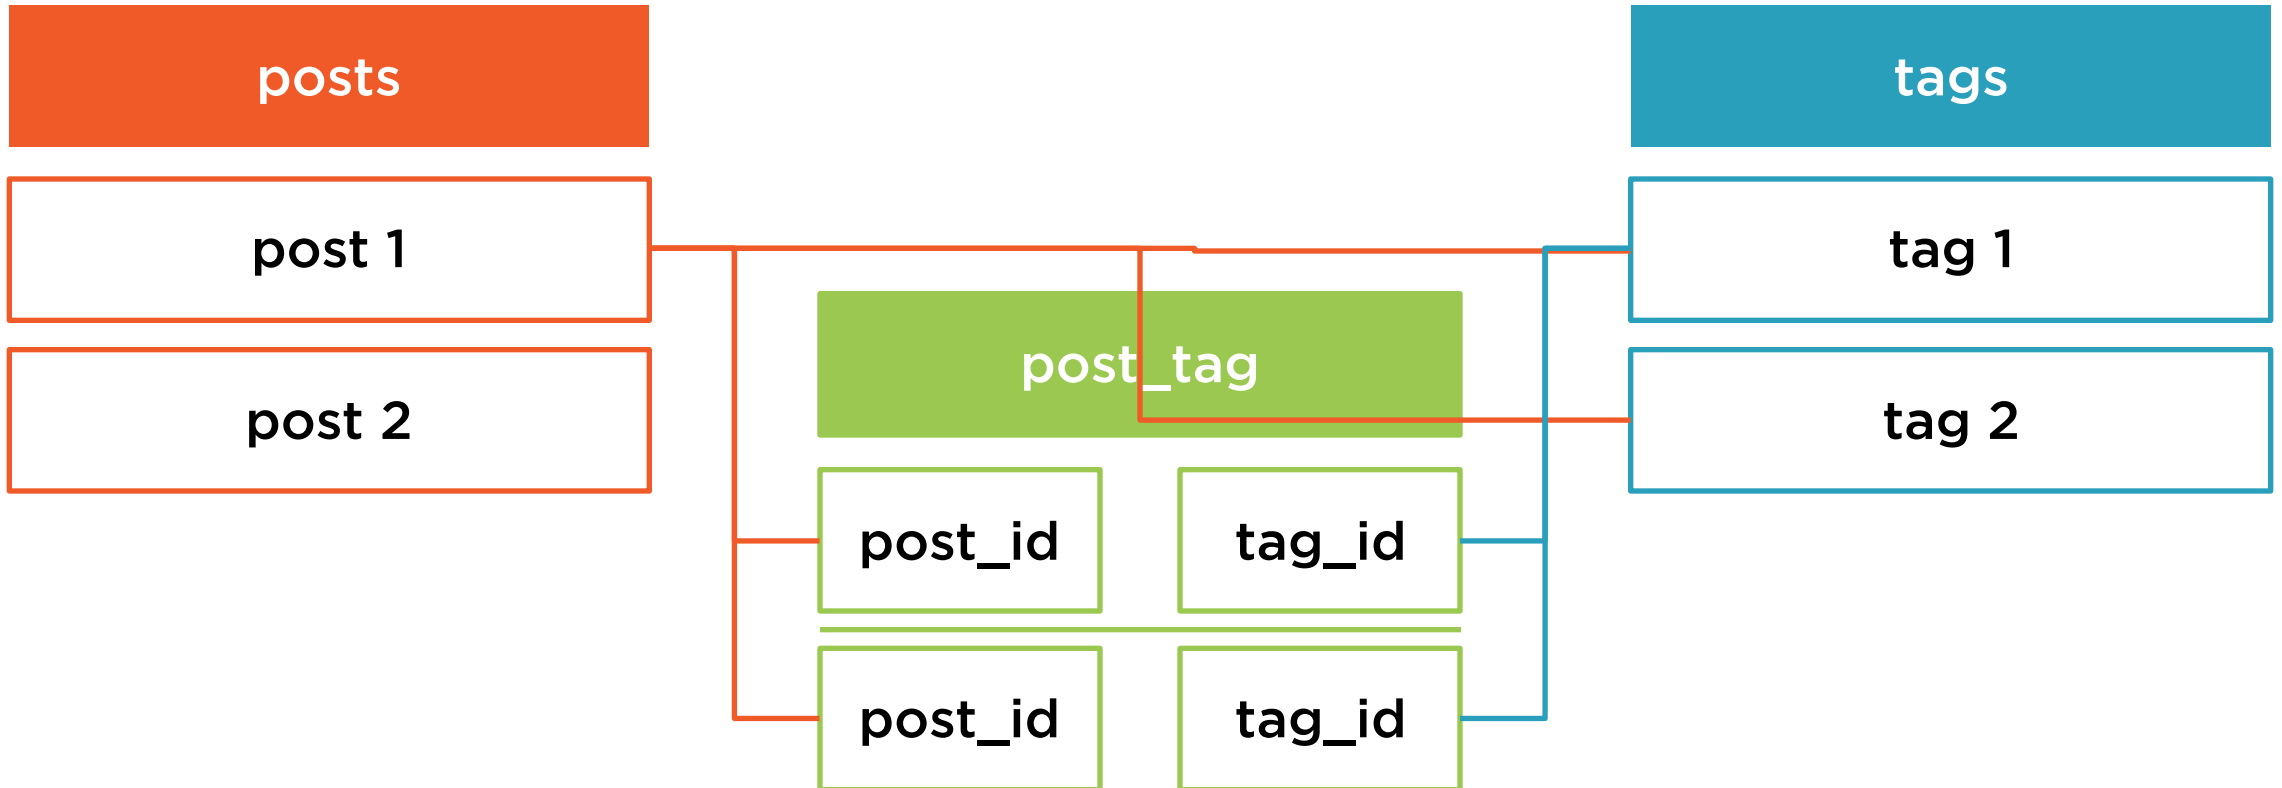 posts
tags
post 1
tag 1
post_tag
post 2
tag 2
post_id
tag_id
post_id
tag_id